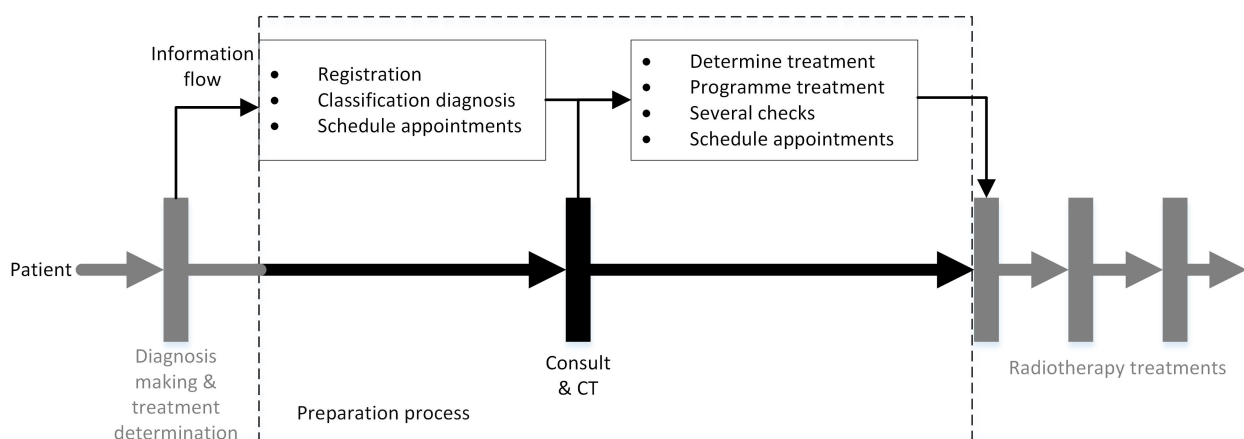 Information
flow
• Registration
• Classification diagnosis
• Schedule appointments
• Determine treatment
• Programme treatment
• Several checks
• Schedule appointments
Patient
Diagnosis
making &
treatment
determination
Consult
& CT
Radiotherapy treatments
Preparation process